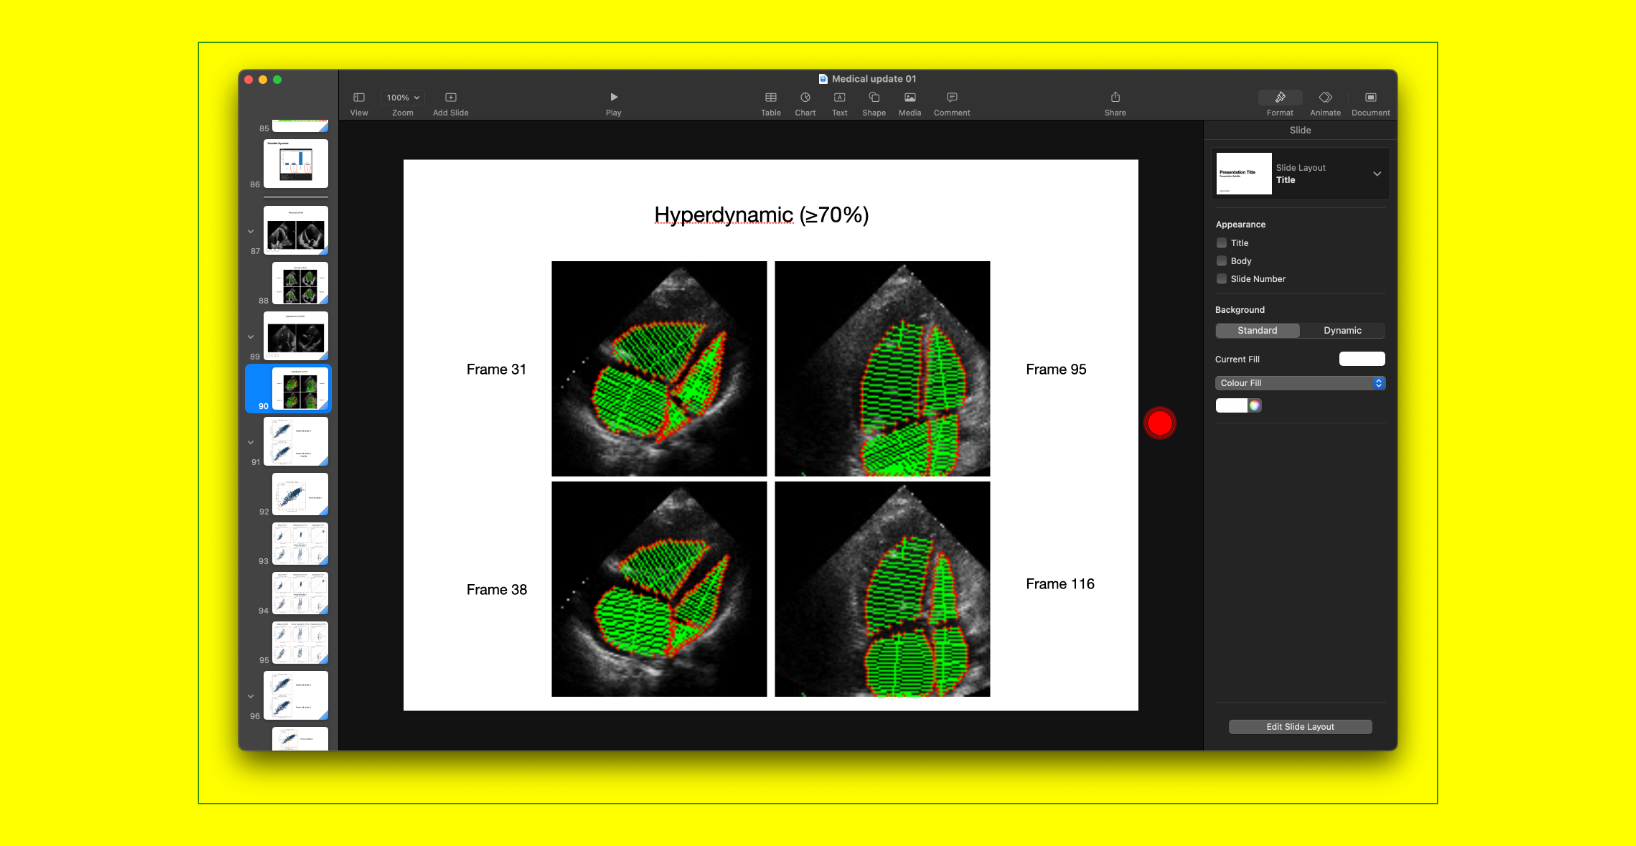 Medical update 01
View
100%
Zoom
Add Slide
Play
Table
Chart
Text
Shape
Media
Comment
Share
Format
Animate
Document
85
86
87
88
89
90
91
92
93
94
95
96
Hyperdynamic (≥70%)
Frame 31
Frame 95
Frame 38
Frame 116
Slide
Presentation Title
Slide Layout
Title
Appearance
Title
Body
Slide Number
Background
Standard
Dynamic
Current Fill
Colour Fill
Edit Slide Layout